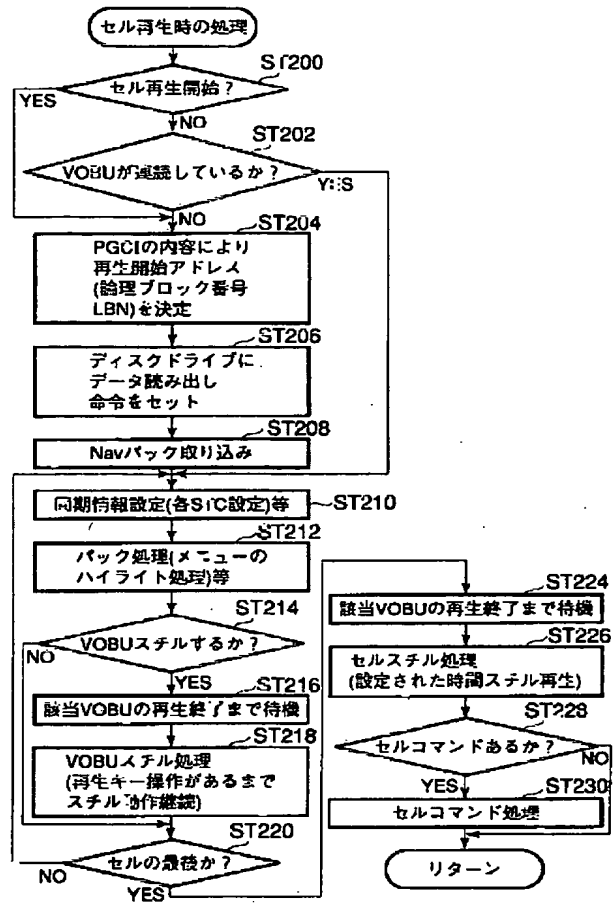 セル再生時の処理
ST200
セル再生開始？
YES
NO
ST202
VOBUが連続しているか？
YES
NO
ST204
PGCIの内容により
再生開始アドレス
(論理ブロック番号
LBN)を決定
ST206
ディスクドライブに
データ読み出し
命令をセット
ST208
Navパック取り込み
同期情報設定(各STC設定)等
ST210
ST212
パック処理(メニューの
ハイライト処理)等
ST214
VOBUスチルするか？
NO
YES
ST216
該当VOBUの再生終了まで待機
ST218
VOBUスチル処理
(再生キー操作があるまで
スチル動作継続)
ST220
セルの最後か？
NO
YES
ST224
該当VOBUの再生終了まで待機
ST226
セルスチル処理
(設定された時間スチル再生)
ST228
セルコマンドあるか？
NO
YES
ST230
セルコマンド処理
リターン